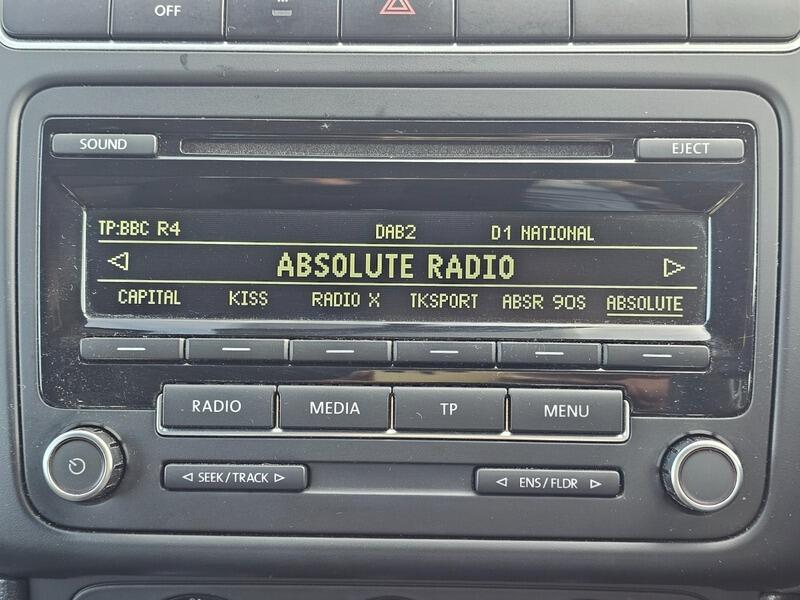 OFF
SOUND
EJECT
TP:BBC R4 DAB2 D1 NATIONAL
ABSOLUTE RADIO
CAPITAL KISS RADIO X TKSPORT ABSR 90S ABSOLUTE
RADIO MEDIA TP MENU
SEEK/TRACK
ENS/FLDR